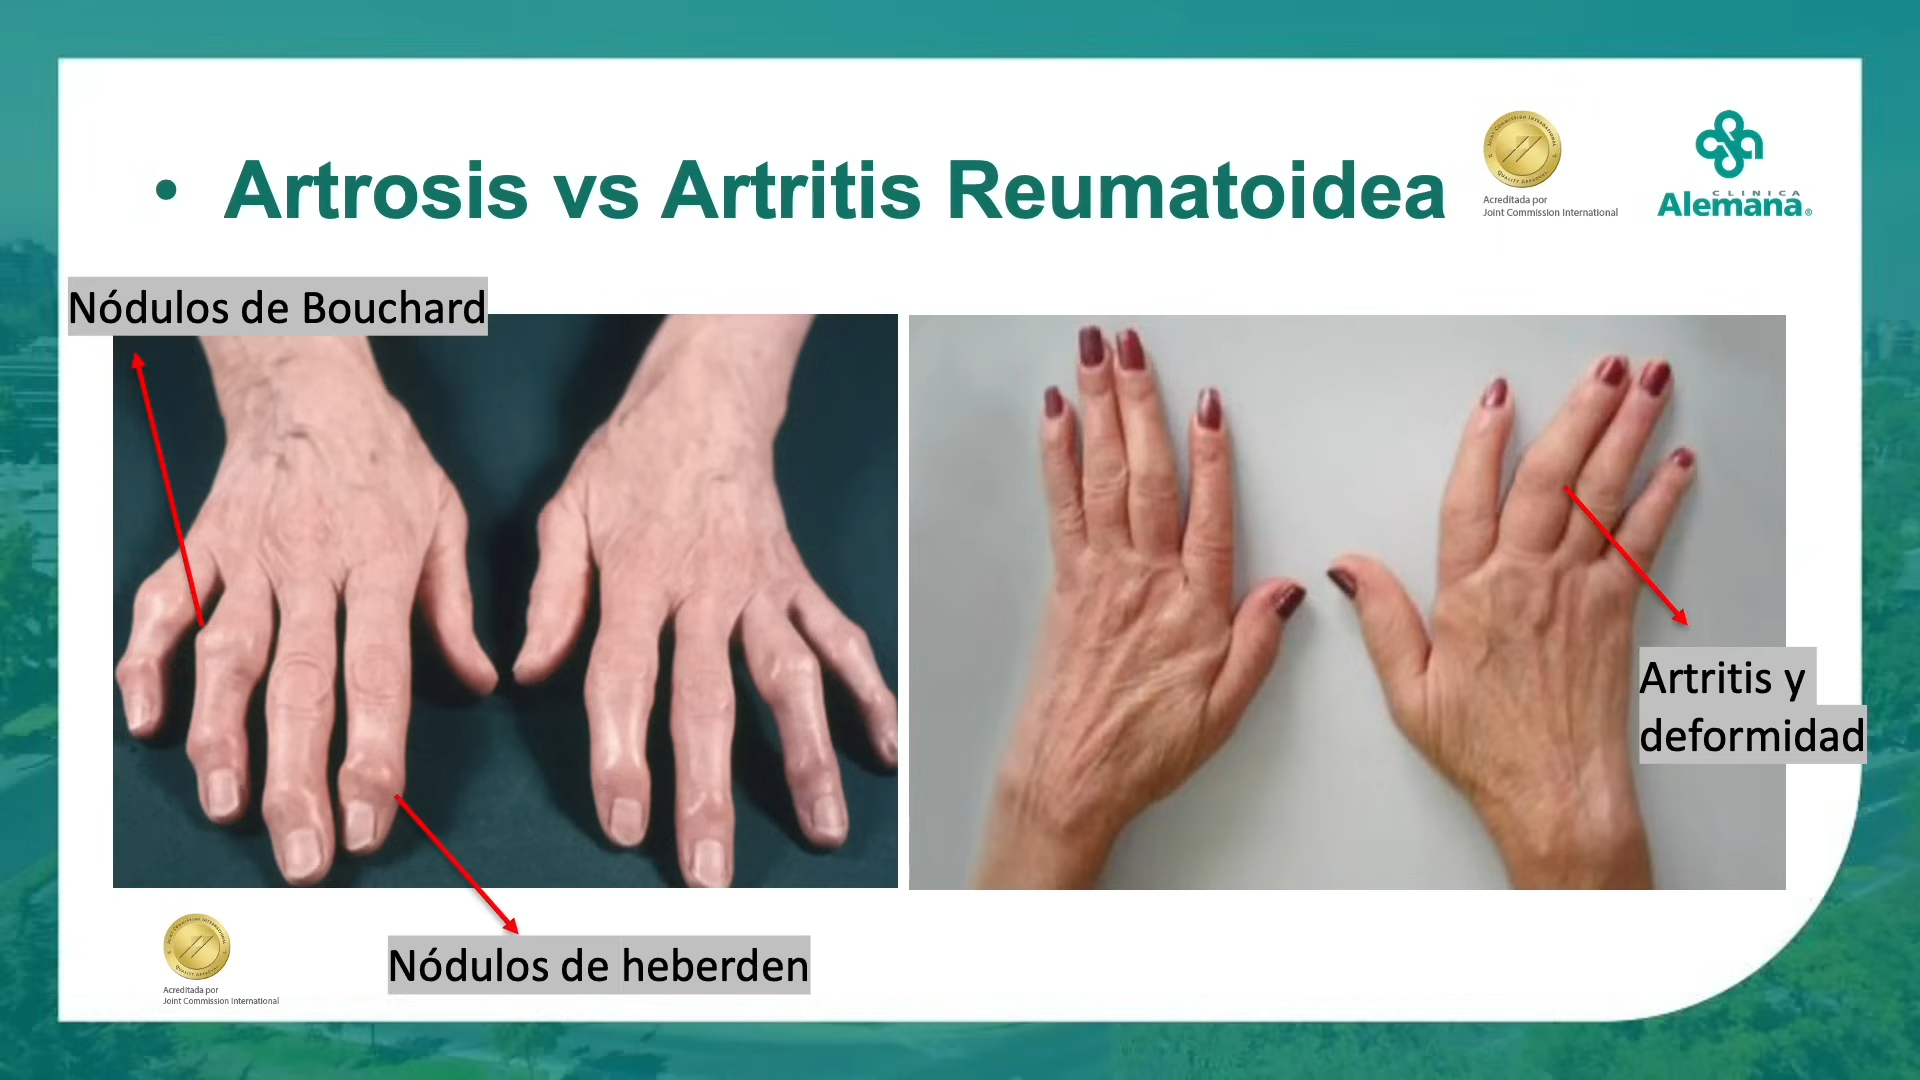 • Artrosis vs Artritis Reumatoidea
Acreditada por
Joint Commission International
CLINICA
Alemana®
Nódulos de Bouchard
Artritis y
deformidad
Nódulos de heberden
Acreditada por
Joint Commission International